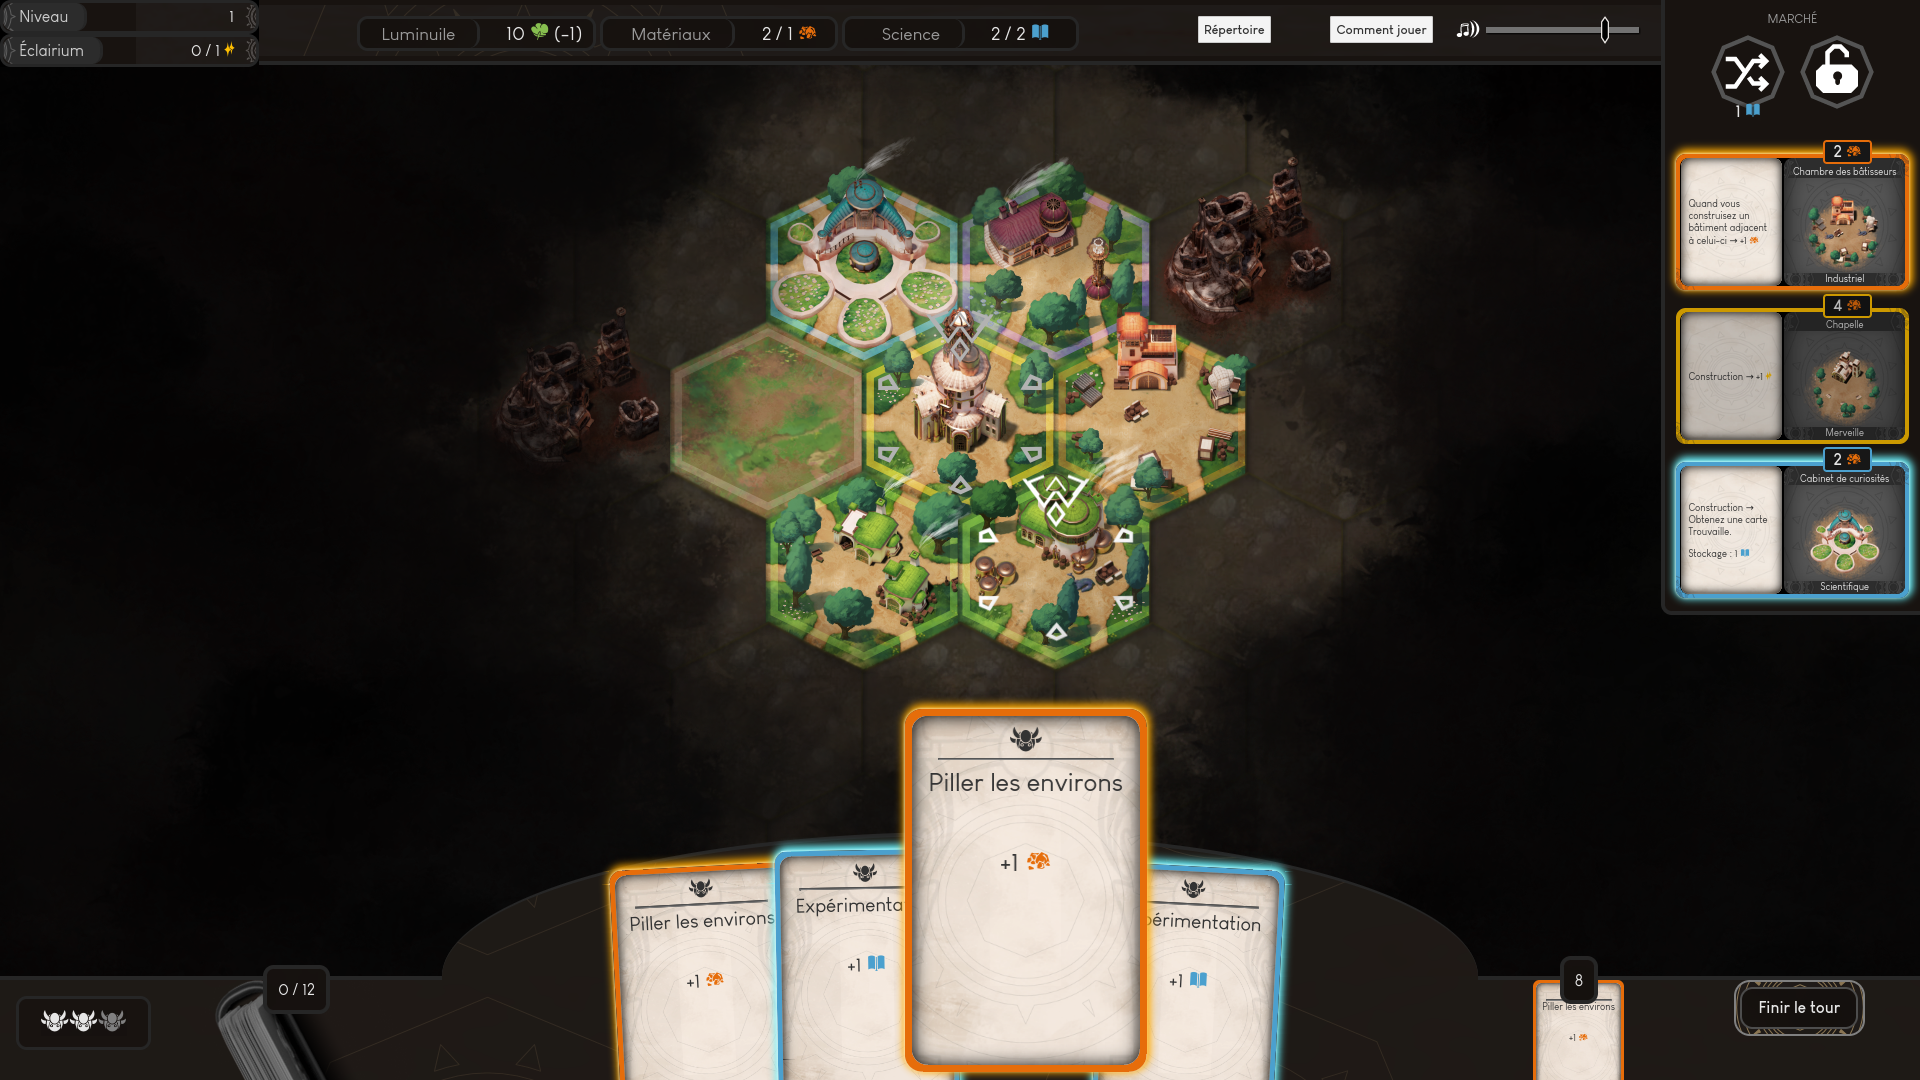 Niveau
1
Éclairium
0 / 1
Luminuile
10 (-1)
Matériaux
2 / 1
Science
2 / 2
Répertoire
Comment jouer
MARCHÉ
1
2
Chambre des bâtisseurs
Quand vous
construisez un
bâtiment adjacent
à celui-ci → +1
Industriel
4
Chapelle
Construction → +1
Merveille
2
Cabinet de curiosités
Construction →
Obtenez une carte
Trouvaille.
Stockage : 1
Scientifique
Piller les environs
+1
Expérimenta
+1
Piller les environs
+1
périmentation
+1
0 / 12
8
Piller les environs
+1
Finir le tour